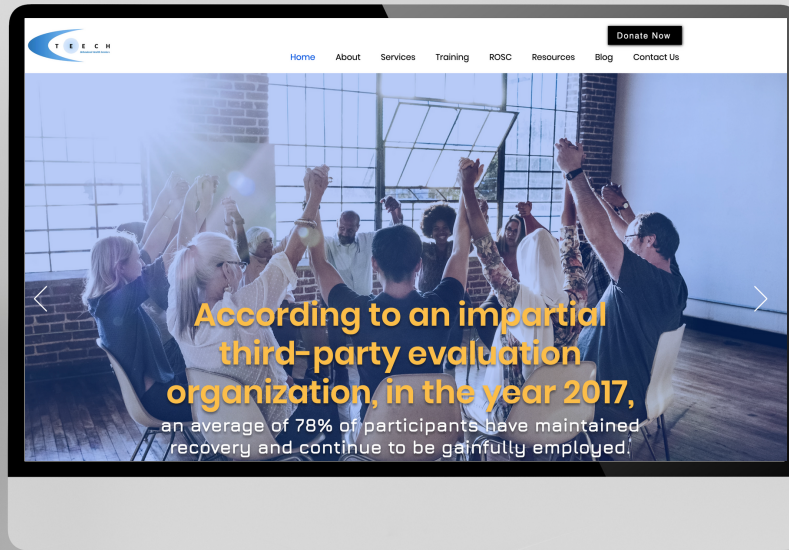 Donate Now
T E E C H
Home About Services Training ROSC Resources Blog Contact Us
According to an impartial
third-party evaluation
organization, in the year 2017,
an average of 78% of participants have maintained
recovery and continue to be gainfully employed.